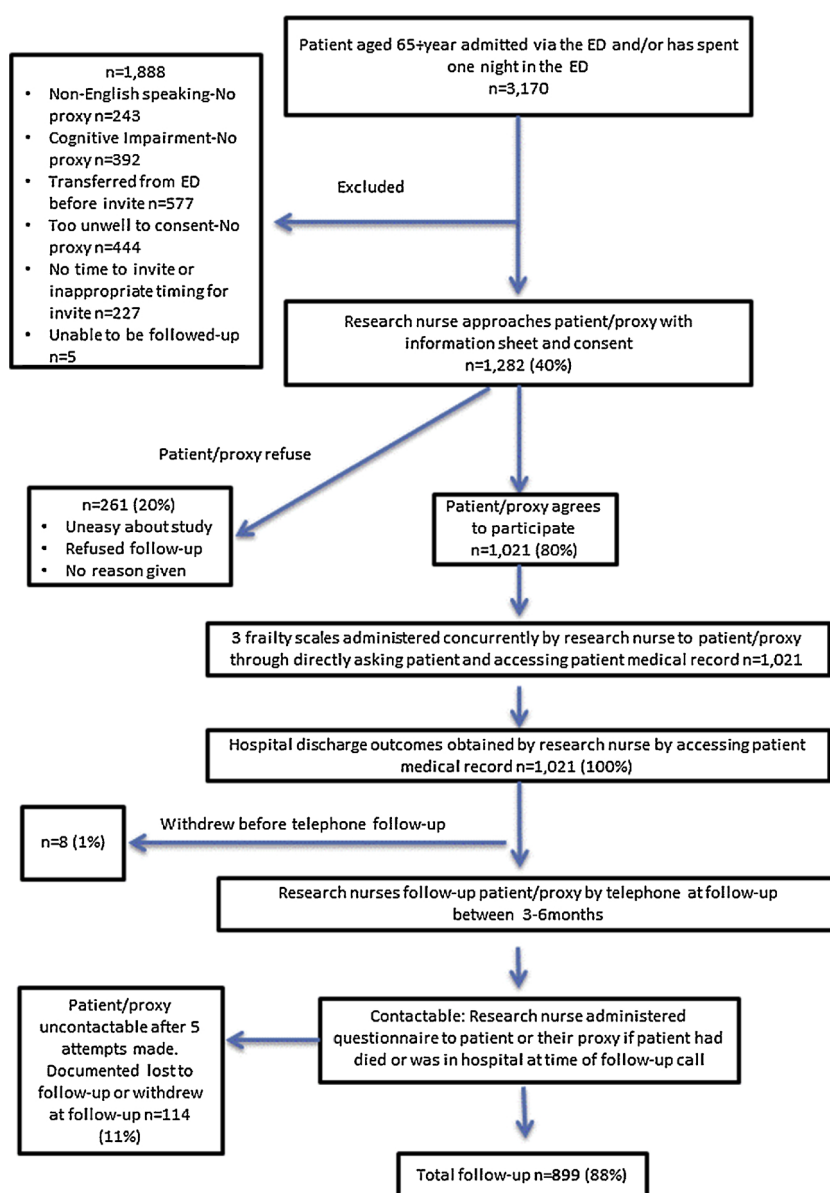 Patient aged 65+year admitted via the ED and/or has spent
one night in the ED
n=3,170
n=1,888
• Non-English speaking-No
proxy n=243
• Cognitive Impairment-No
proxy n=392
• Transferred from ED
before invite n=577
• Too unwell to consent-No
proxy n=444
• No time to invite or
inappropriate timing for
invite n=227
• Unable to be followed-up
n=5
Excluded
Research nurse approaches patient/proxy with
information sheet and consent
n=1,282 (40%)
Patient/proxy refuse
n=261 (20%)
• Uneasy about study
• Refused follow-up
• No reason given
Patient/proxy agrees
to participate
n=1,021 (80%)
3 frailty scales administered concurrently by research nurse to patient/proxy
through directly asking patient and accessing patient medical record n=1,021
Hospital discharge outcomes obtained by research nurse by accessing patient
medical record n=1,021 (100%)
Withdrew before telephone follow-up
n=8 (1%)
Research nurses follow-up patient/proxy by telephone at follow-up
between 3-6months
Patient/proxy
uncontactable after 5
attempts made.
Documented lost to
follow-up or withdrew
at follow-up n=114
(11%)
Contactable: Research nurse administered
questionnaire to patient or their proxy if patient had
died or was in hospital at time of follow-up call
Total follow-up n=899 (88%)